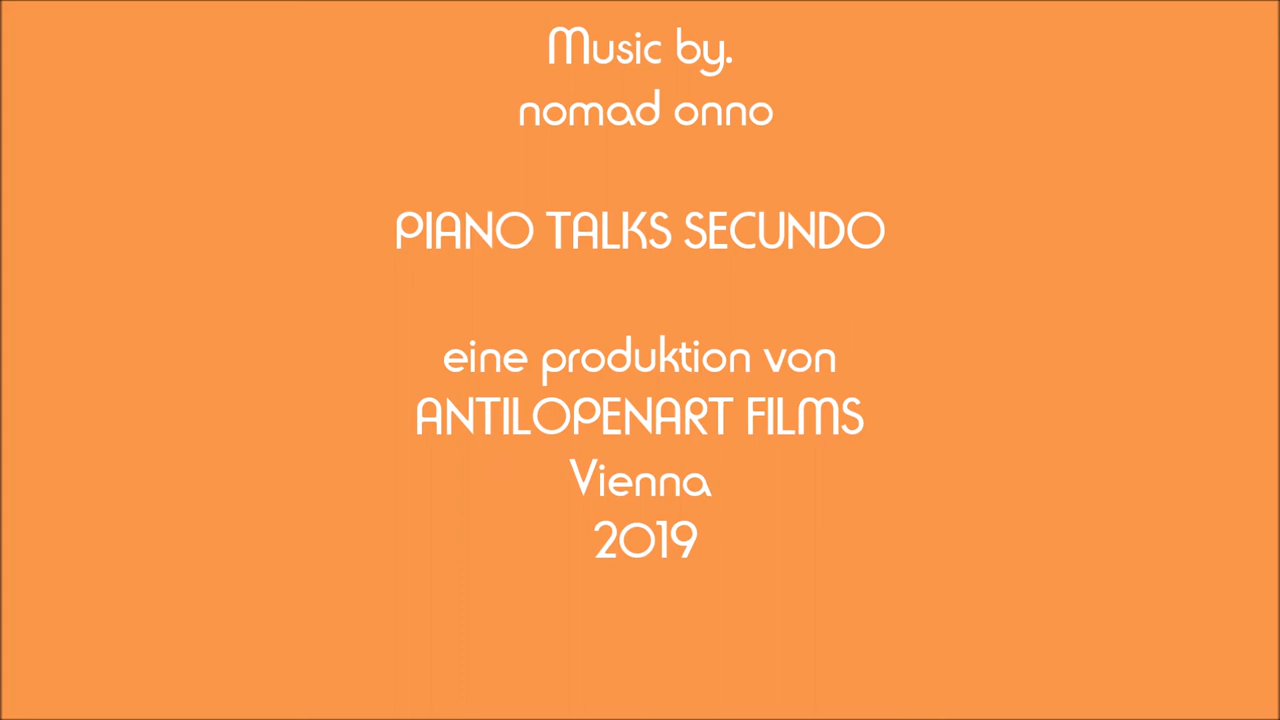 Music by.
nomad onno
PIANO TALKS SECUNDO
eine produktion von
ANTILOPENART FILMS
Vienna
2019